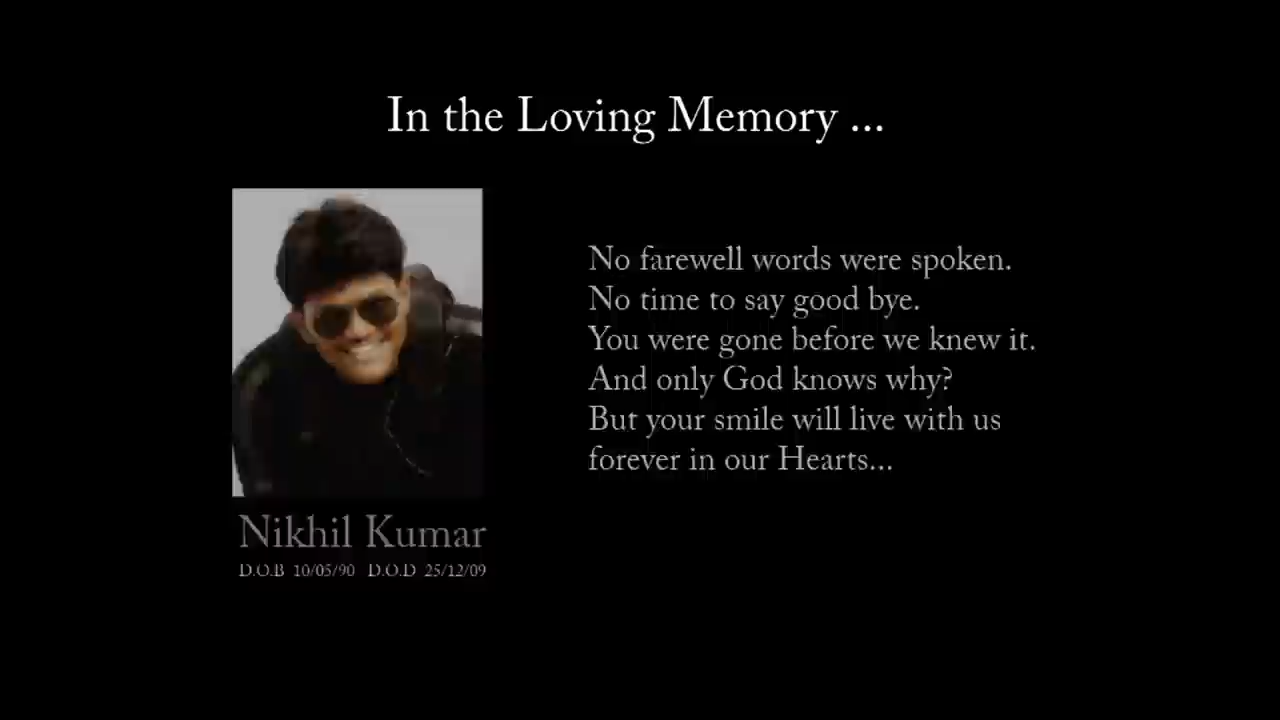 In the Loving Memory ...
No farewell words were spoken.
No time to say good bye.
You were gone before we knew it.
And only God knows why?
But your smile will live with us
forever in our Hearts...
Nikhil Kumar
D.O.B 10/05/90 D.O.D 25/12/09